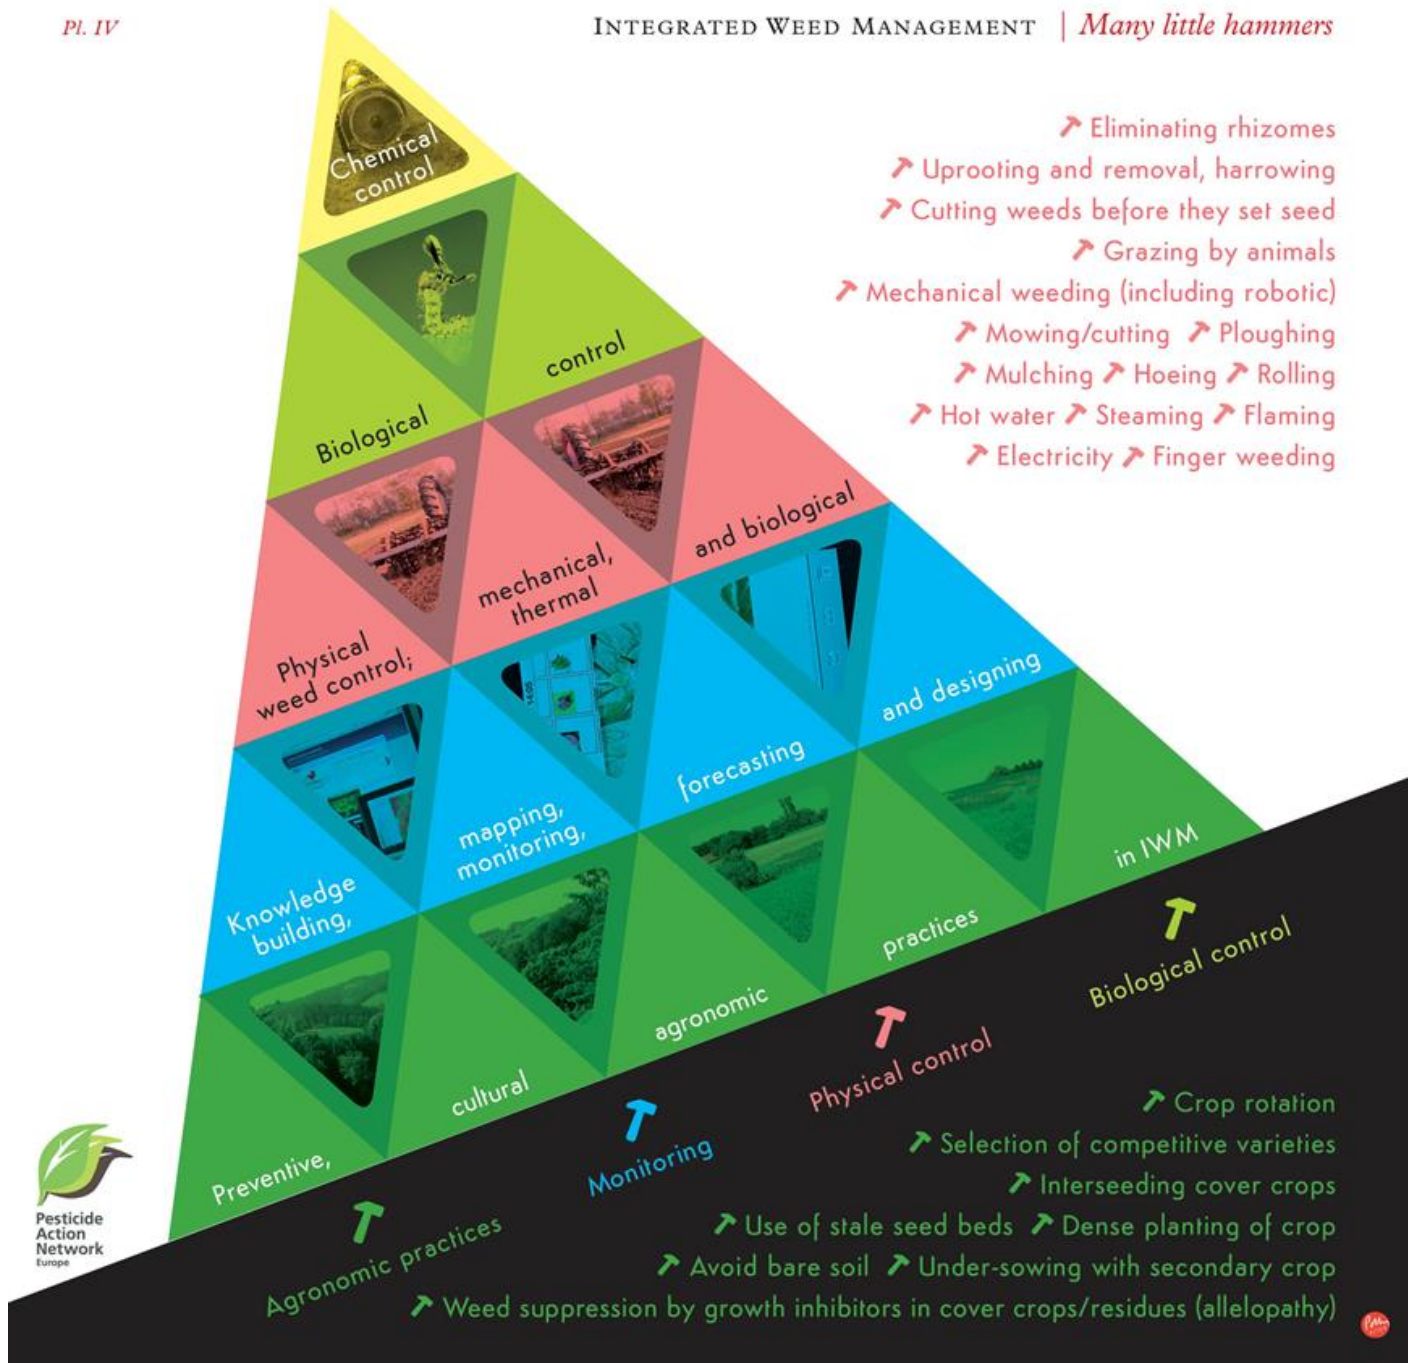 Pl. IV
INTEGRATED WEED MANAGEMENT | Many little hammers
Eliminating rhizomes
Uprooting and removal, harrowing
Cutting weeds before they set seed
Grazing by animals
Mechanical weeding (including robotic)
Mowing/cutting Ploughing
Mulching Hoeing Rolling
Hot water Steaming Flaming
Electricity Finger weeding
Chemical
control
Biological
control
Physical
weed control;
mechanical,
thermal
and biological
Knowledge
building,
mapping,
monitoring,
forecasting
and designing
14:05
Preventive,
cultural
agronomic
practices
in IWM
Agronomic practices
Monitoring
Physical control
Biological control
Crop rotation
Selection of competitive varieties
Interseeding cover crops
Use of stale seed beds Dense planting of crop
Avoid bare soil Under-sowing with secondary crop
Weed suppression by growth inhibitors in cover crops/residues (allelopathy)
Pesticide
Action
Network
Europe